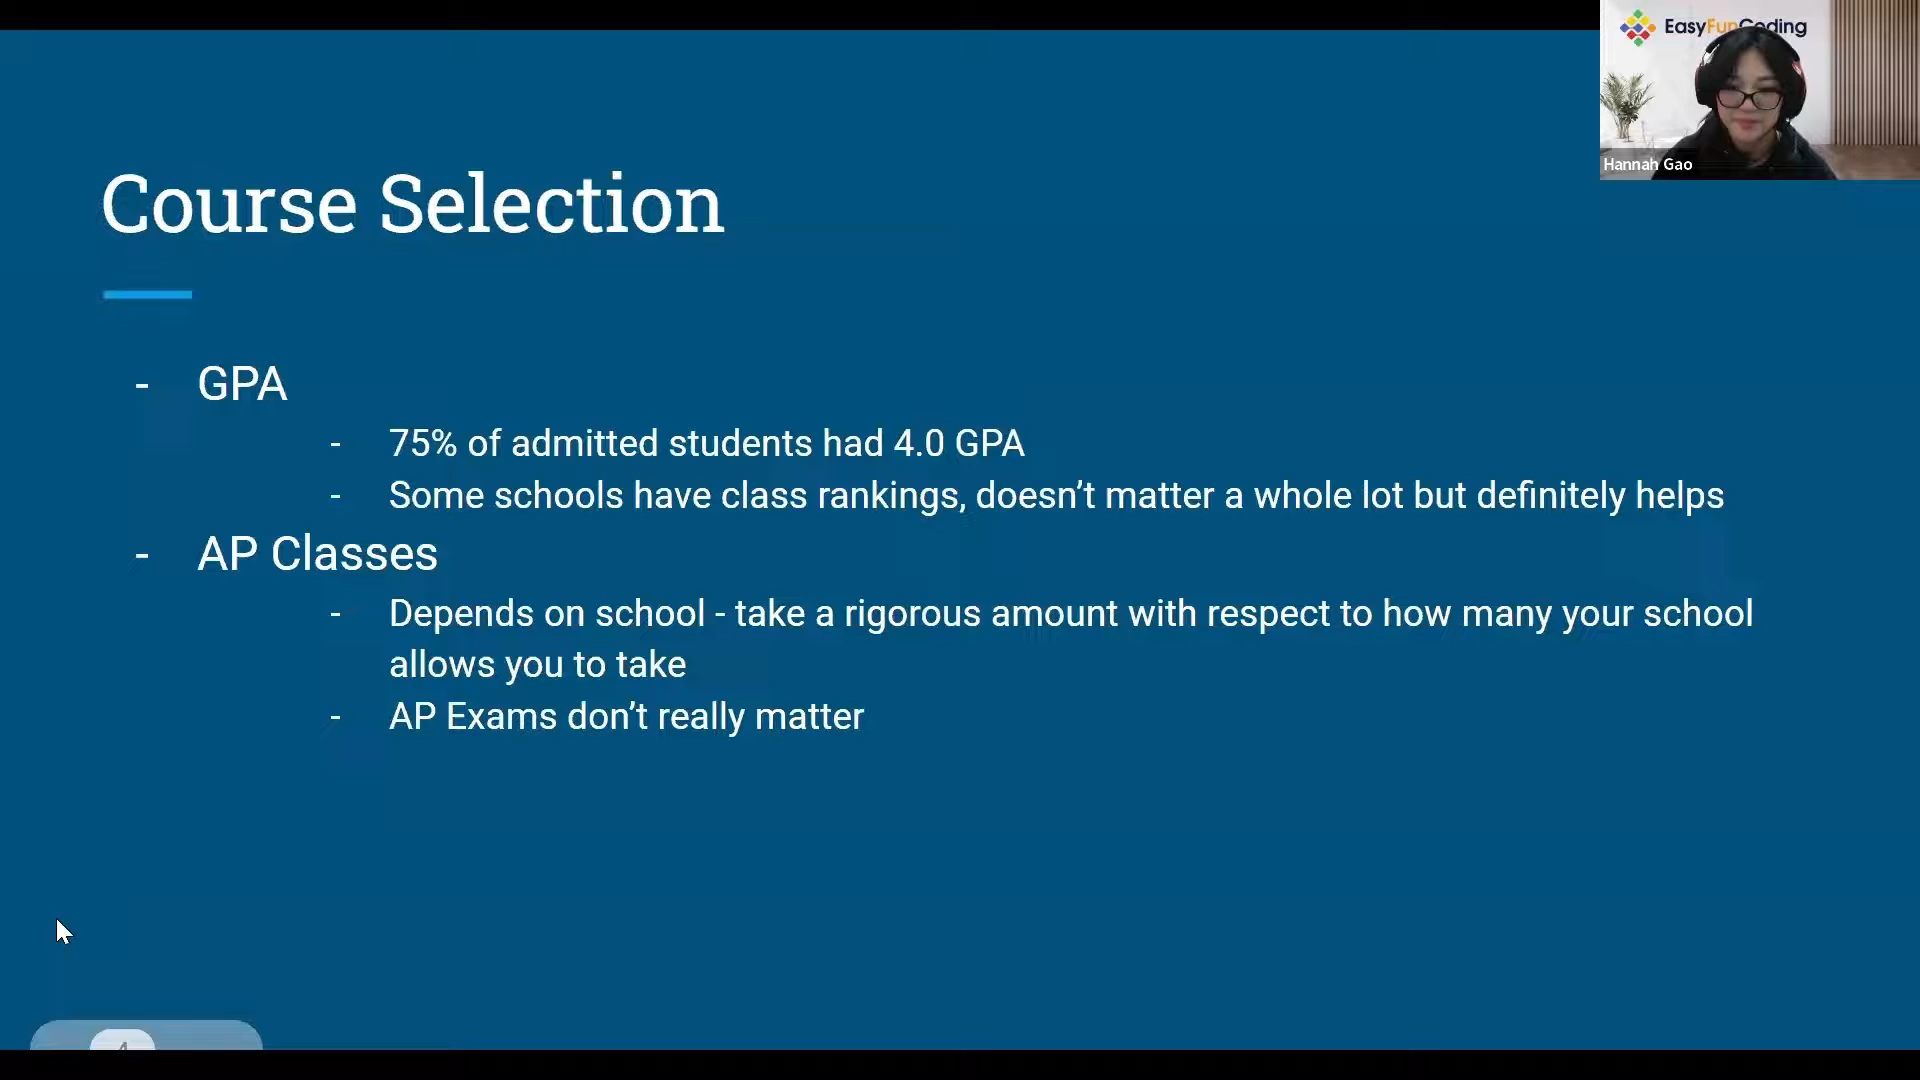 EasyFunCoding
Hannah Gao
Course Selection
- GPA
- 75% of admitted students had 4.0 GPA
- Some schools have class rankings, doesn't matter a whole lot but definitely helps
- AP Classes
- Depends on school - take a rigorous amount with respect to how many your school
allows you to take
- AP Exams don't really matter